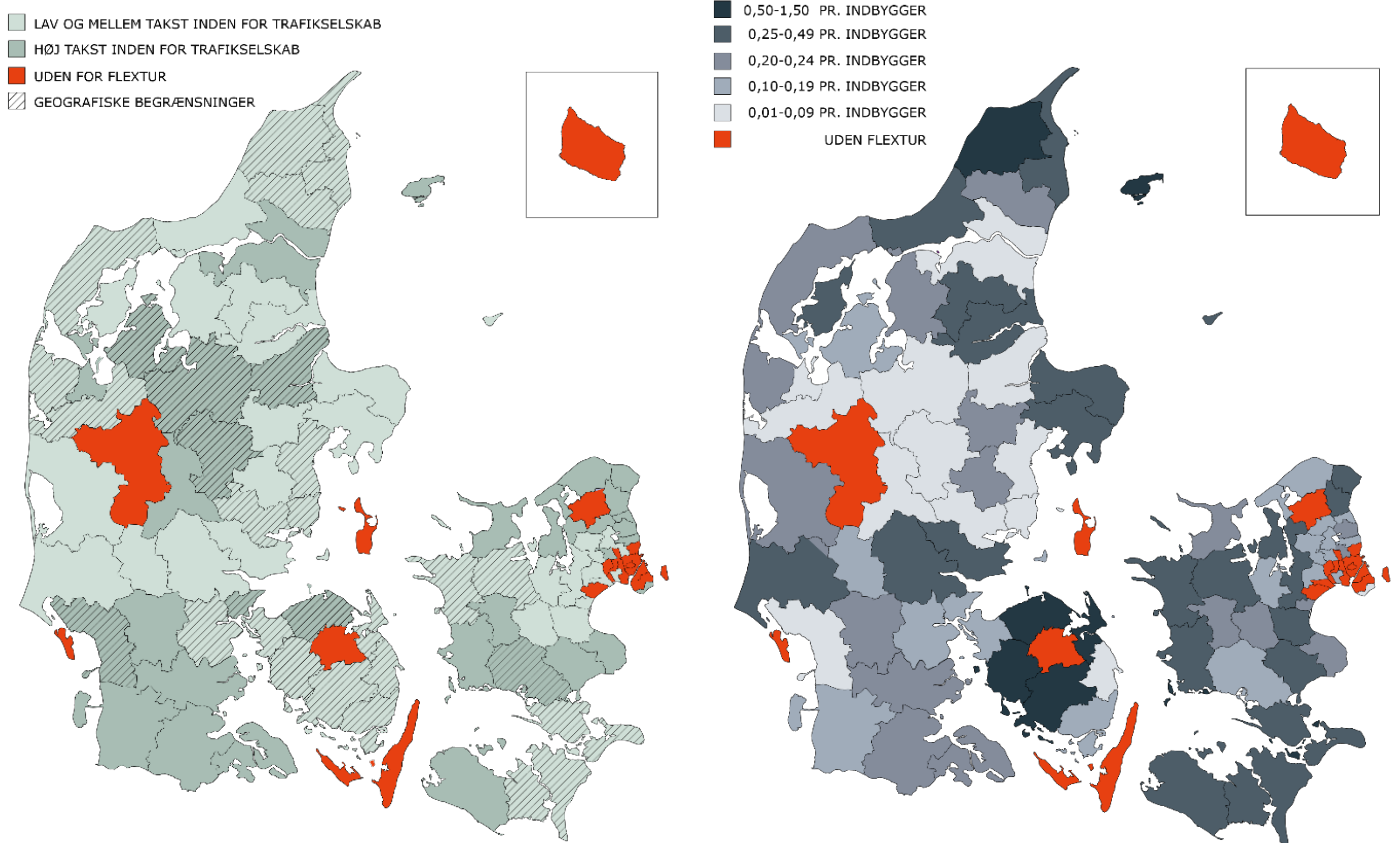 LAV OG MELLEM TAKST INDEN FOR TRAFIKSELSKAB
HØJ TAKST INDEN FOR TRAFIKSELSKAB
UDEN FOR FLEXTUR
GEOGRAFISKE BEGRÆNSNINGER
0,50-1,50 PR. INDBYGGER
0,25-0,49 PR. INDBYGGER
0,20-0,24 PR. INDBYGGER
0,10-0,19 PR. INDBYGGER
0,01-0,09 PR. INDBYGGER
UDEN FLEXTUR